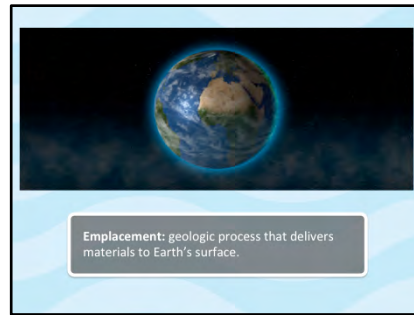 Emplacement: geologic process that delivers
materials to Earth's surface.